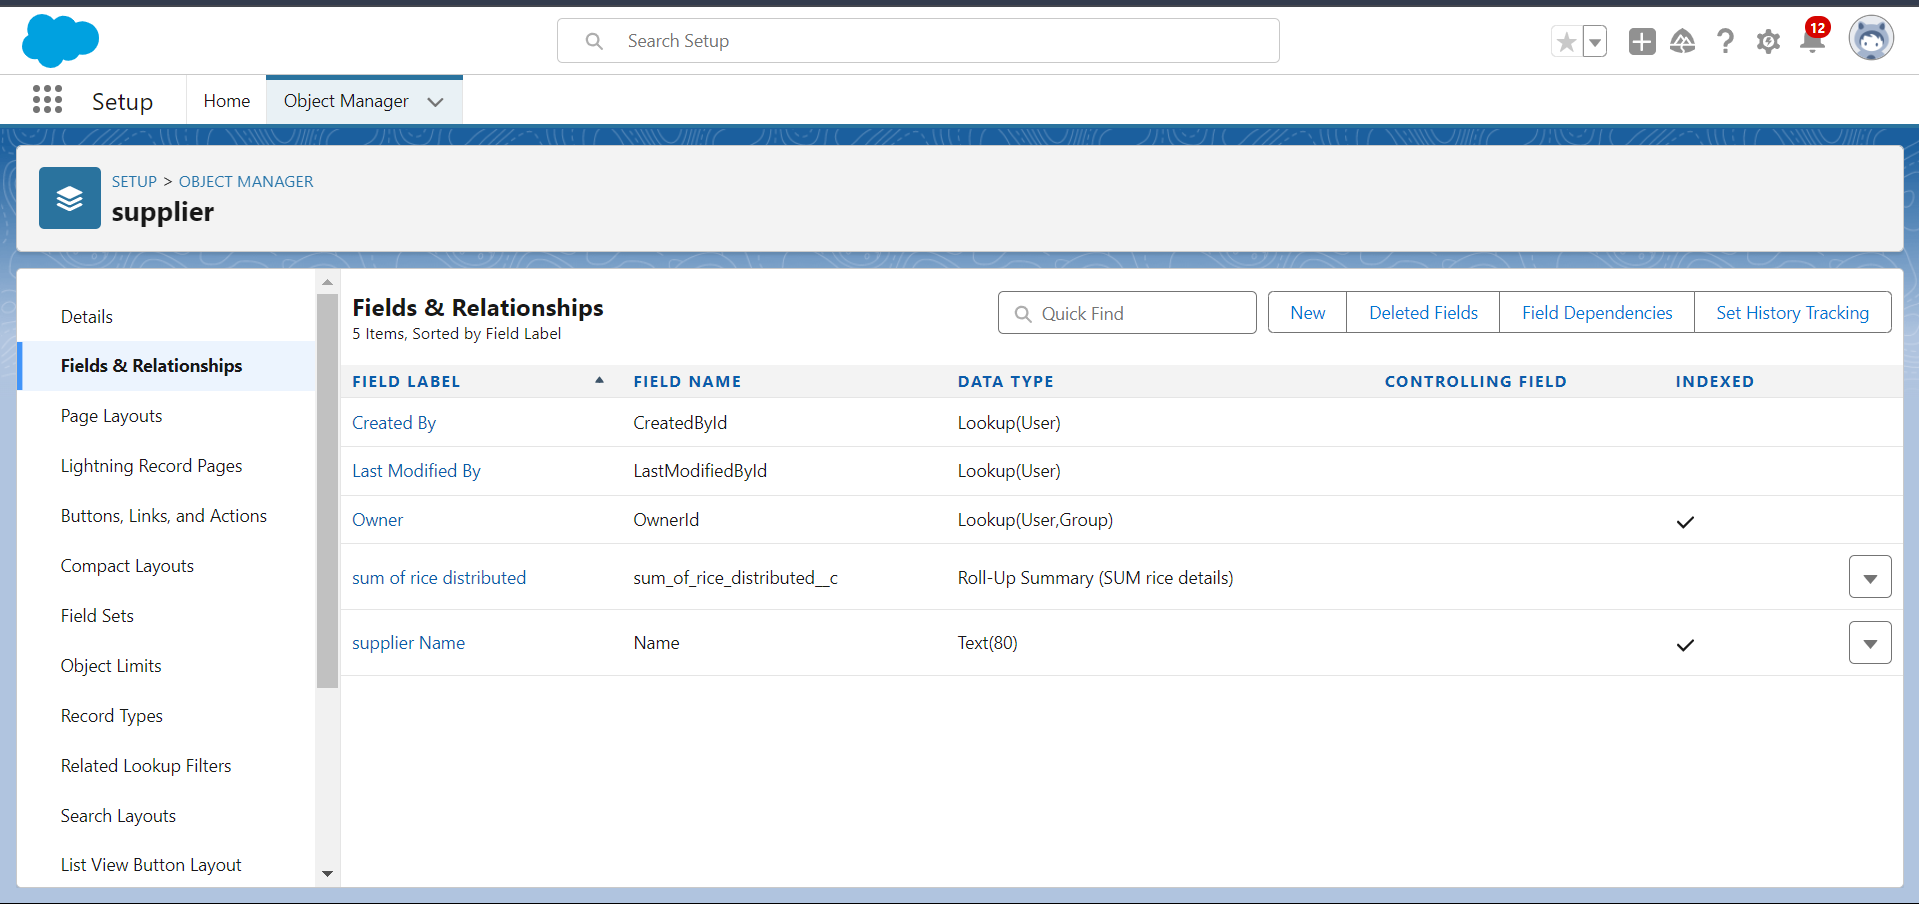 Search Setup
12
Setup
Home
Object Manager
SETUP > OBJECT MANAGER
supplier
Details
Fields & Relationships
Page Layouts
Lightning Record Pages
Buttons, Links, and Actions
Compact Layouts
Field Sets
Object Limits
Record Types
Related Lookup Filters
Search Layouts
List View Button Layout
Fields & Relationships
5 Items, Sorted by Field Label
Quick Find
New
Deleted Fields
Field Dependencies
Set History Tracking
FIELD LABEL FIELD NAME DATA TYPE CONTROLLING FIELD INDEXED
Created By CreatedById Lookup(User)
Last Modified By LastModifiedById Lookup(User)
Owner OwnerId Lookup(User,Group)
sum of rice distributed sum_of_rice_distributed__c Roll-Up Summary (SUM rice details)
supplier Name Name Text(80)